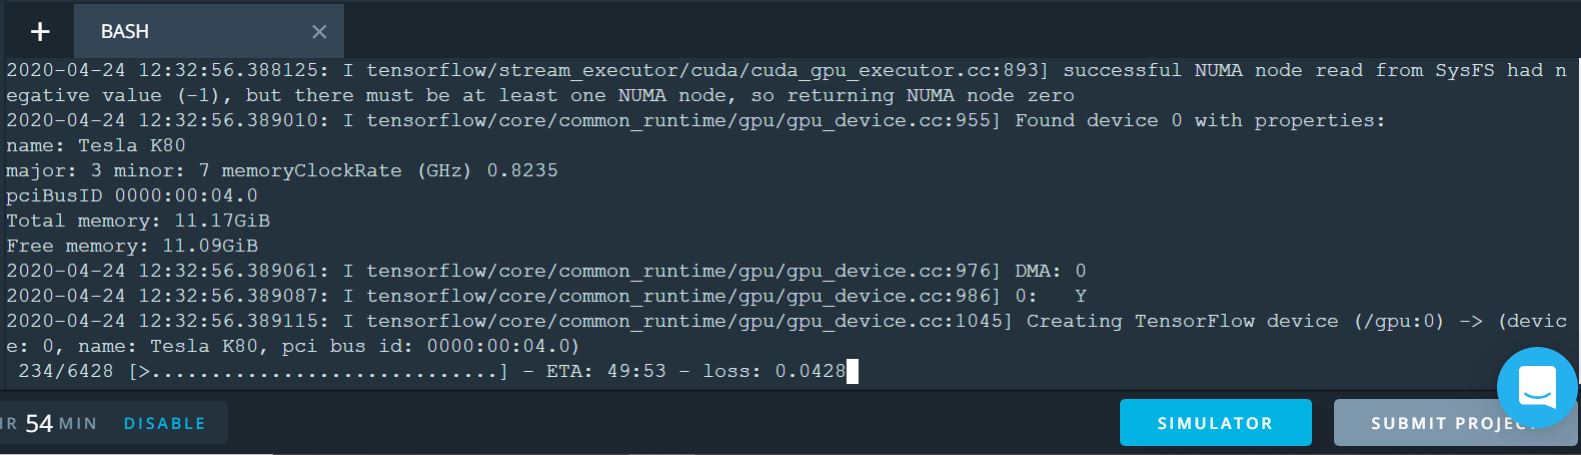 + BASH ×
2020-04-24 12:32:56.388125: I tensorflow/stream_executor/cuda/cuda_gpu_executor.cc:893] successful NUMA node read from SysFS had n
egative value (-1), but there must be at least one NUMA node, so returning NUMA node zero
2020-04-24 12:32:56.389010: I tensorflow/core/common_runtime/gpu/gpu_device.cc:955] Found device 0 with properties:
name: Tesla K80
major: 3 minor: 7 memoryClockRate (GHz) 0.8235
pciBusID 0000:00:04.0
Total memory: 11.17GiB
Free memory: 11.09GiB
2020-04-24 12:32:56.389061: I tensorflow/core/common_runtime/gpu/gpu_device.cc:976] DMA: 0
2020-04-24 12:32:56.389087: I tensorflow/core/common_runtime/gpu/gpu_device.cc:986] 0:   Y
2020-04-24 12:32:56.389115: I tensorflow/core/common_runtime/gpu/gpu_device.cc:1045] Creating TensorFlow device (/gpu:0) -> (devic
e: 0, name: Tesla K80, pci bus id: 0000:00:04.0)
 234/6428 [>.............................] - ETA: 49:53 - loss: 0.0428
54 MIN DISABLE SIMULATOR SUBMIT